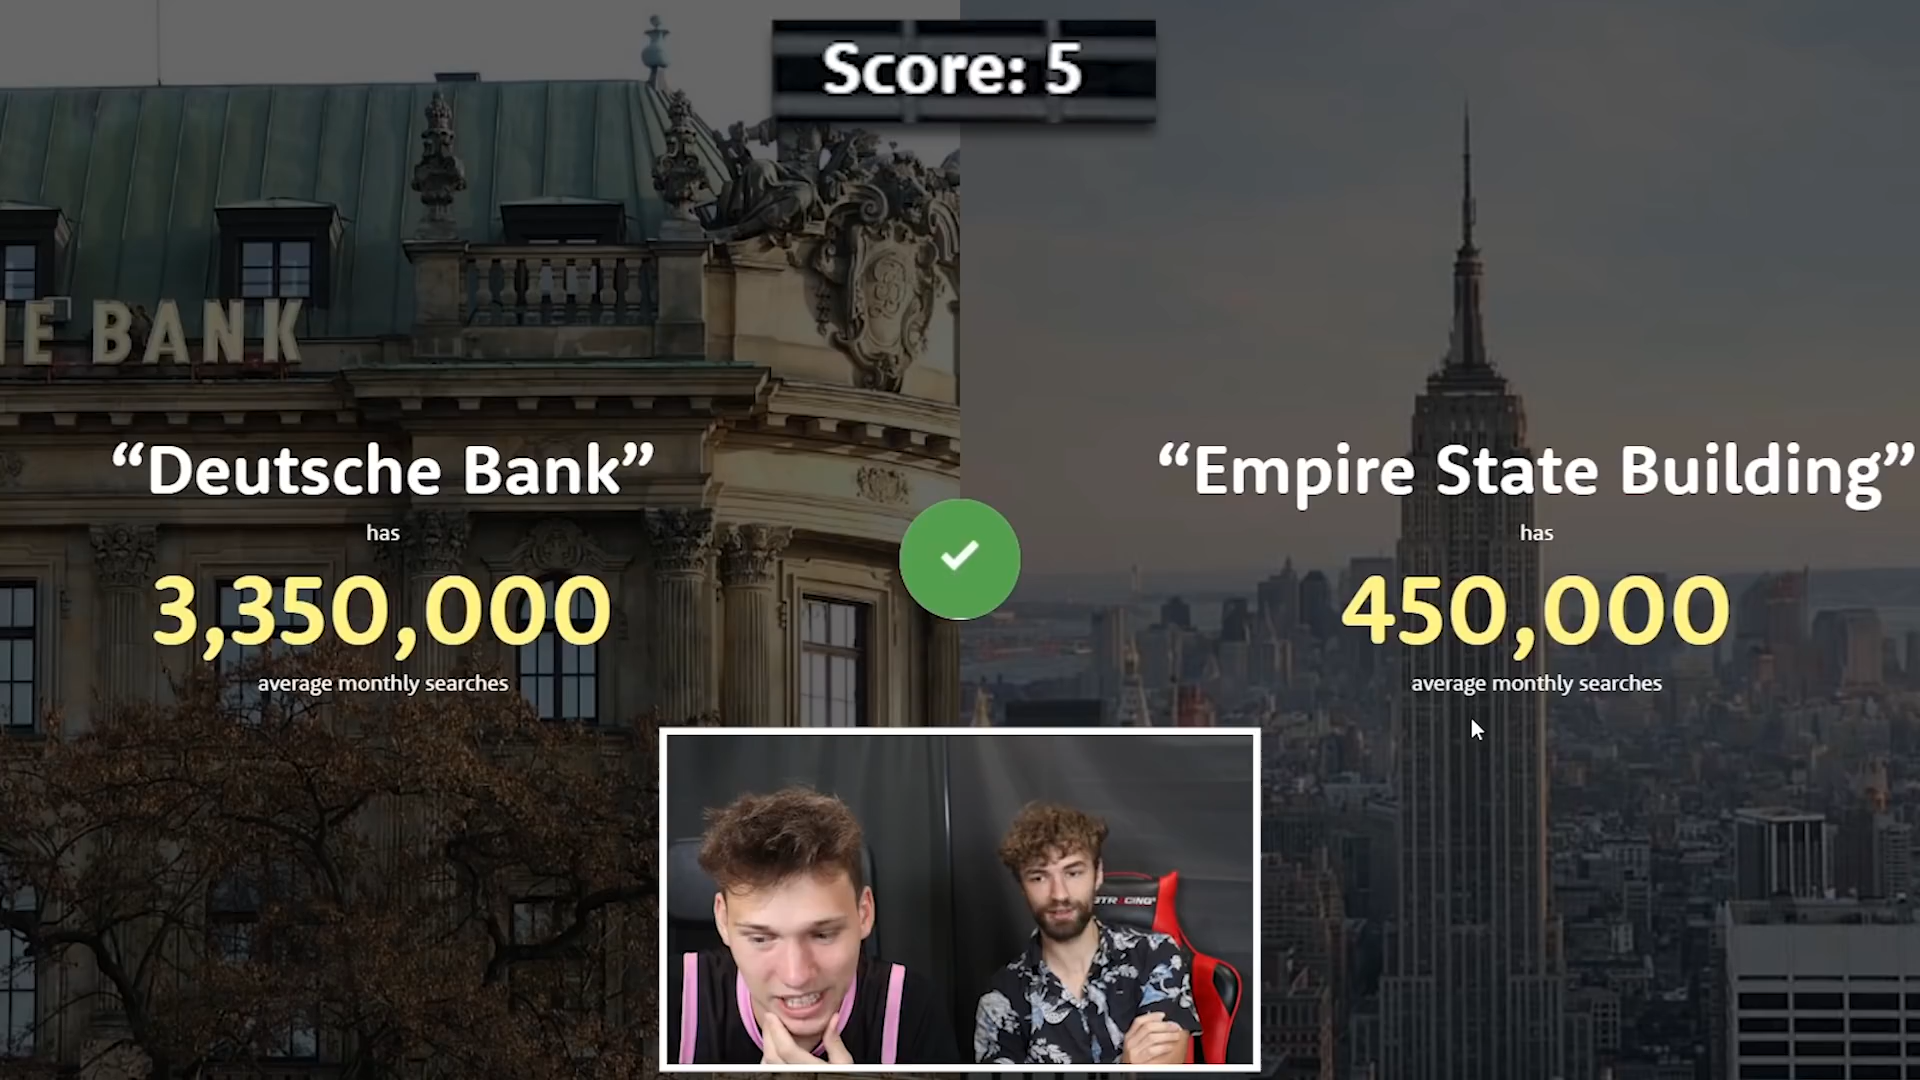 Score: 5
E BANK
“Deutsche Bank”
has
3,350,000
average monthly searches
“Empire State Building”
has
450,000
average monthly searches